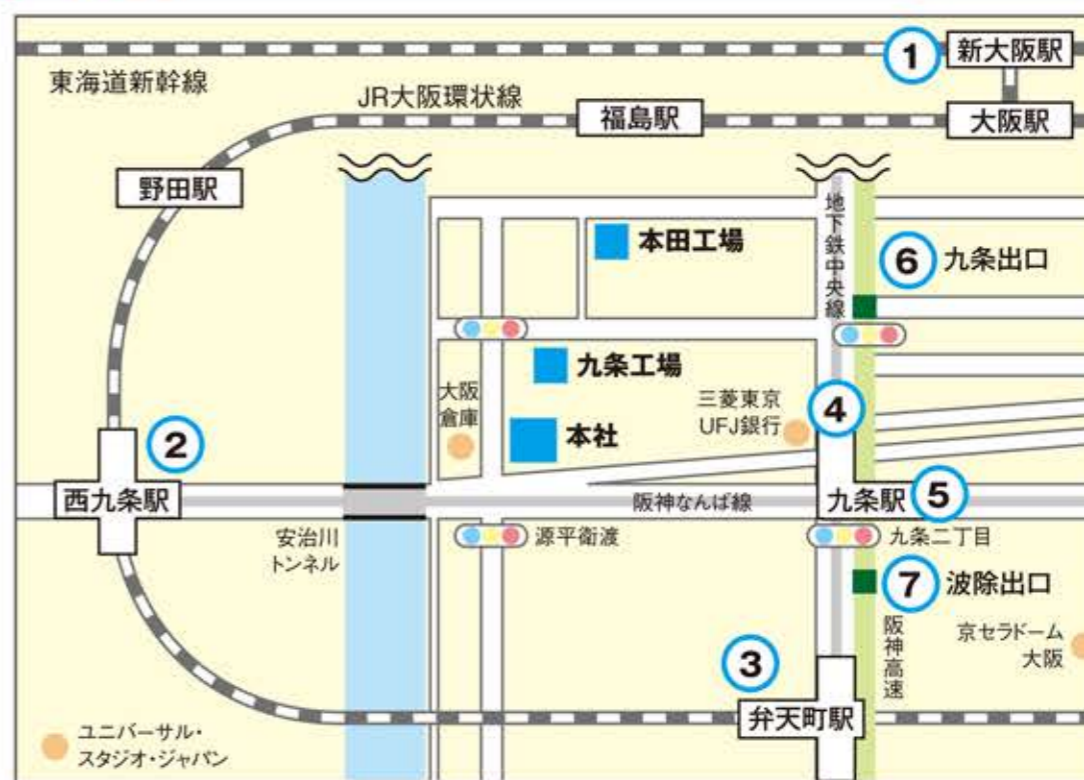 1
新大阪駅
東海道新幹線
JR大阪環状線
福島駅
大阪駅
野田駅
地下鉄中央線
本田工場
6
九条出口
九条工場
大阪
倉庫
三菱東京
UFJ銀行
4
本社
2
西九条駅
阪神なんば線
九条駅
5
安治川
トンネル
源平衛渡
九条二丁目
7
波除出口
阪神高速
京セラドーム
大阪
3
弁天町駅
ユニバーサル・
スタジオ・ジャパン